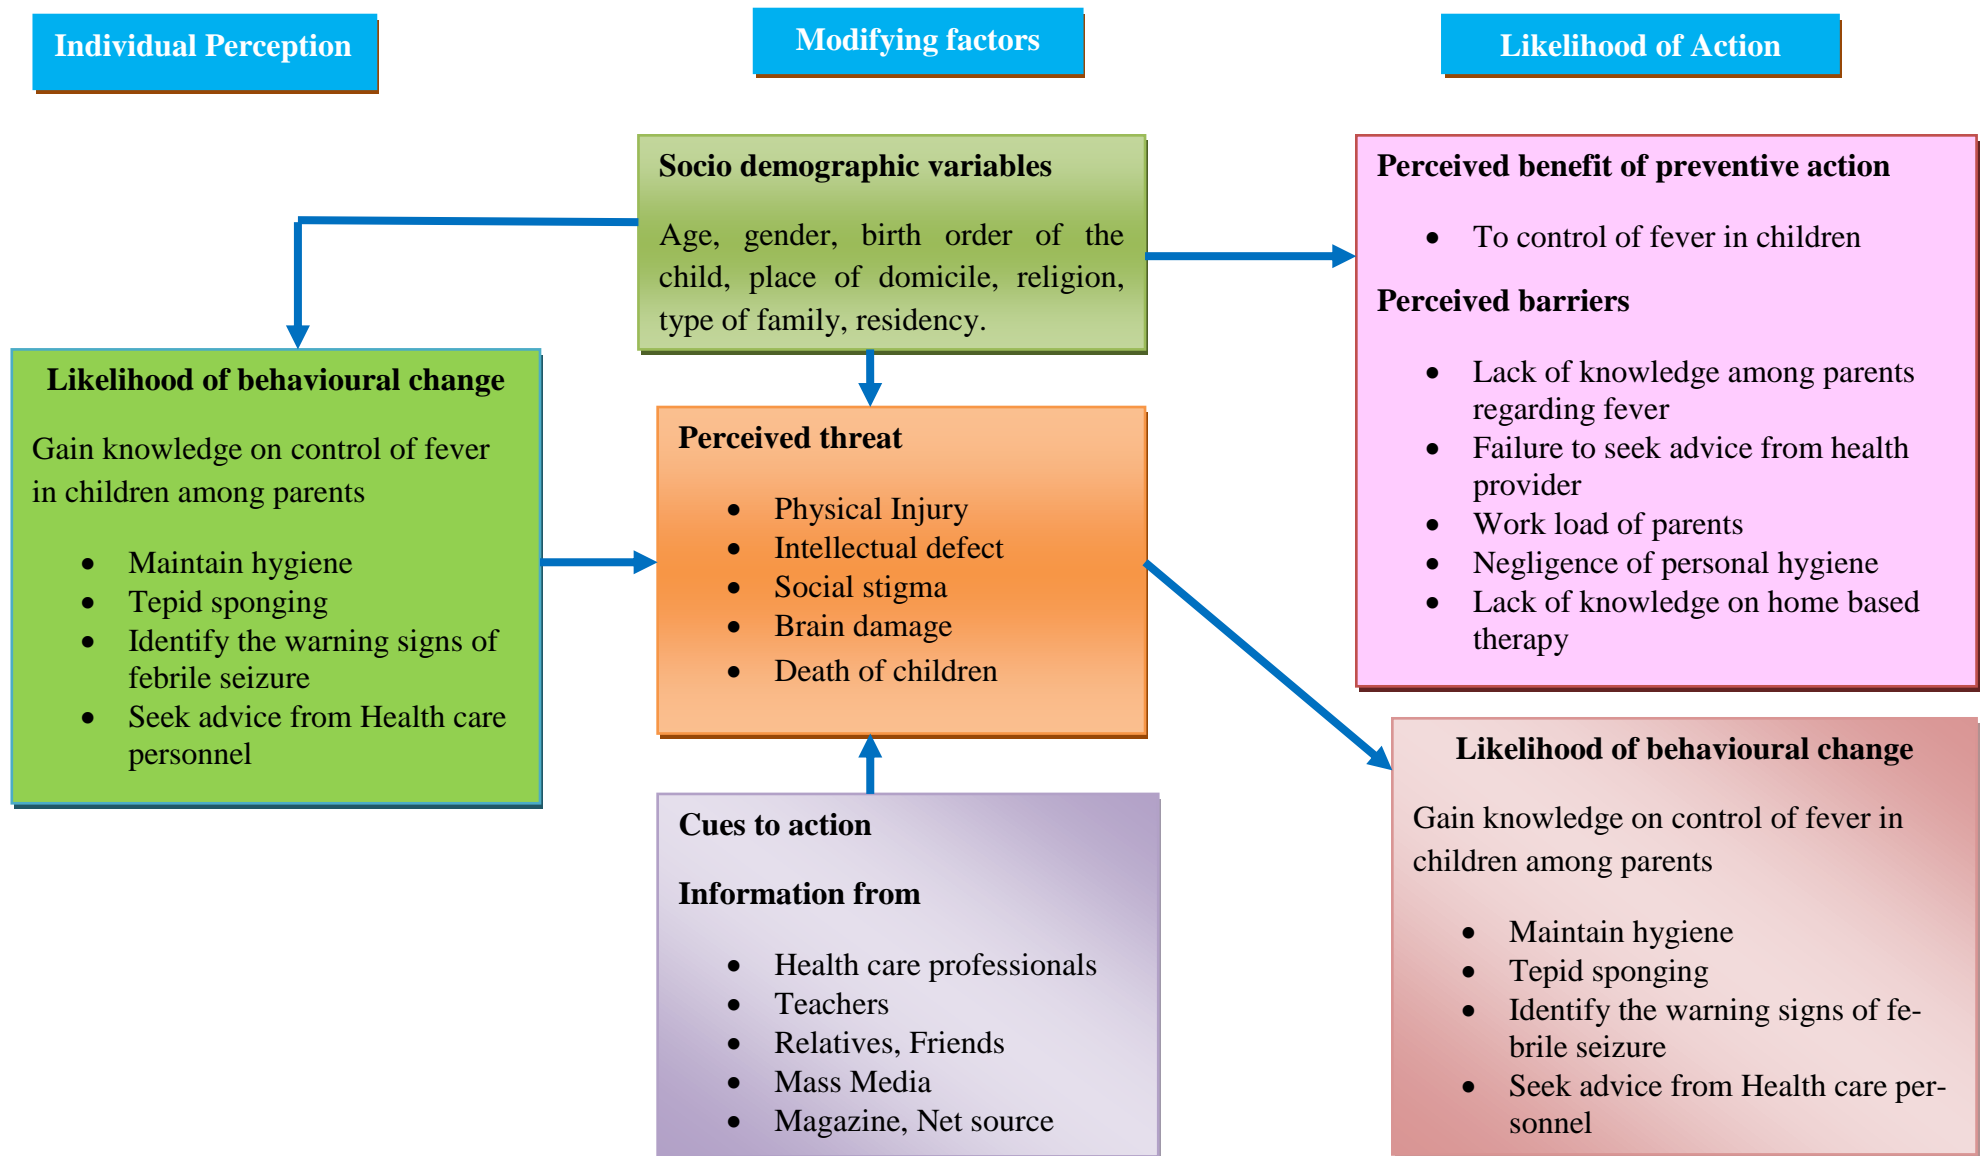 Individual Perception
Modifying factors
Likelihood of Action
Socio demographic variables
Age, gender, birth order of the
child, place of domicile, religion,
type of family, residency.
Perceived benefit of preventive action
• To control of fever in children
Perceived barriers
• Lack of knowledge among parents
regarding fever
• Failure to seek advice from health
provider
• Work load of parents
• Negligence of personal hygiene
• Lack of knowledge on home based
therapy
Likelihood of behavioural change
Gain knowledge on control of fever
in children among parents
• Maintain hygiene
• Tepid sponging
• Identify the warning signs of
febrile seizure
• Seek advice from Health care
personnel
Perceived threat
• Physical Injury
• Intellectual defect
• Social stigma
• Brain damage
• Death of children
Cues to action
Information from
• Health care professionals
• Teachers
• Relatives, Friends
• Mass Media
• Magazine, Net source
Likelihood of behavioural change
Gain knowledge on control of fever in
children among parents
• Maintain hygiene
• Tepid sponging
• Identify the warning signs of fe-
brile seizure
• Seek advice from Health care per-
sonnel